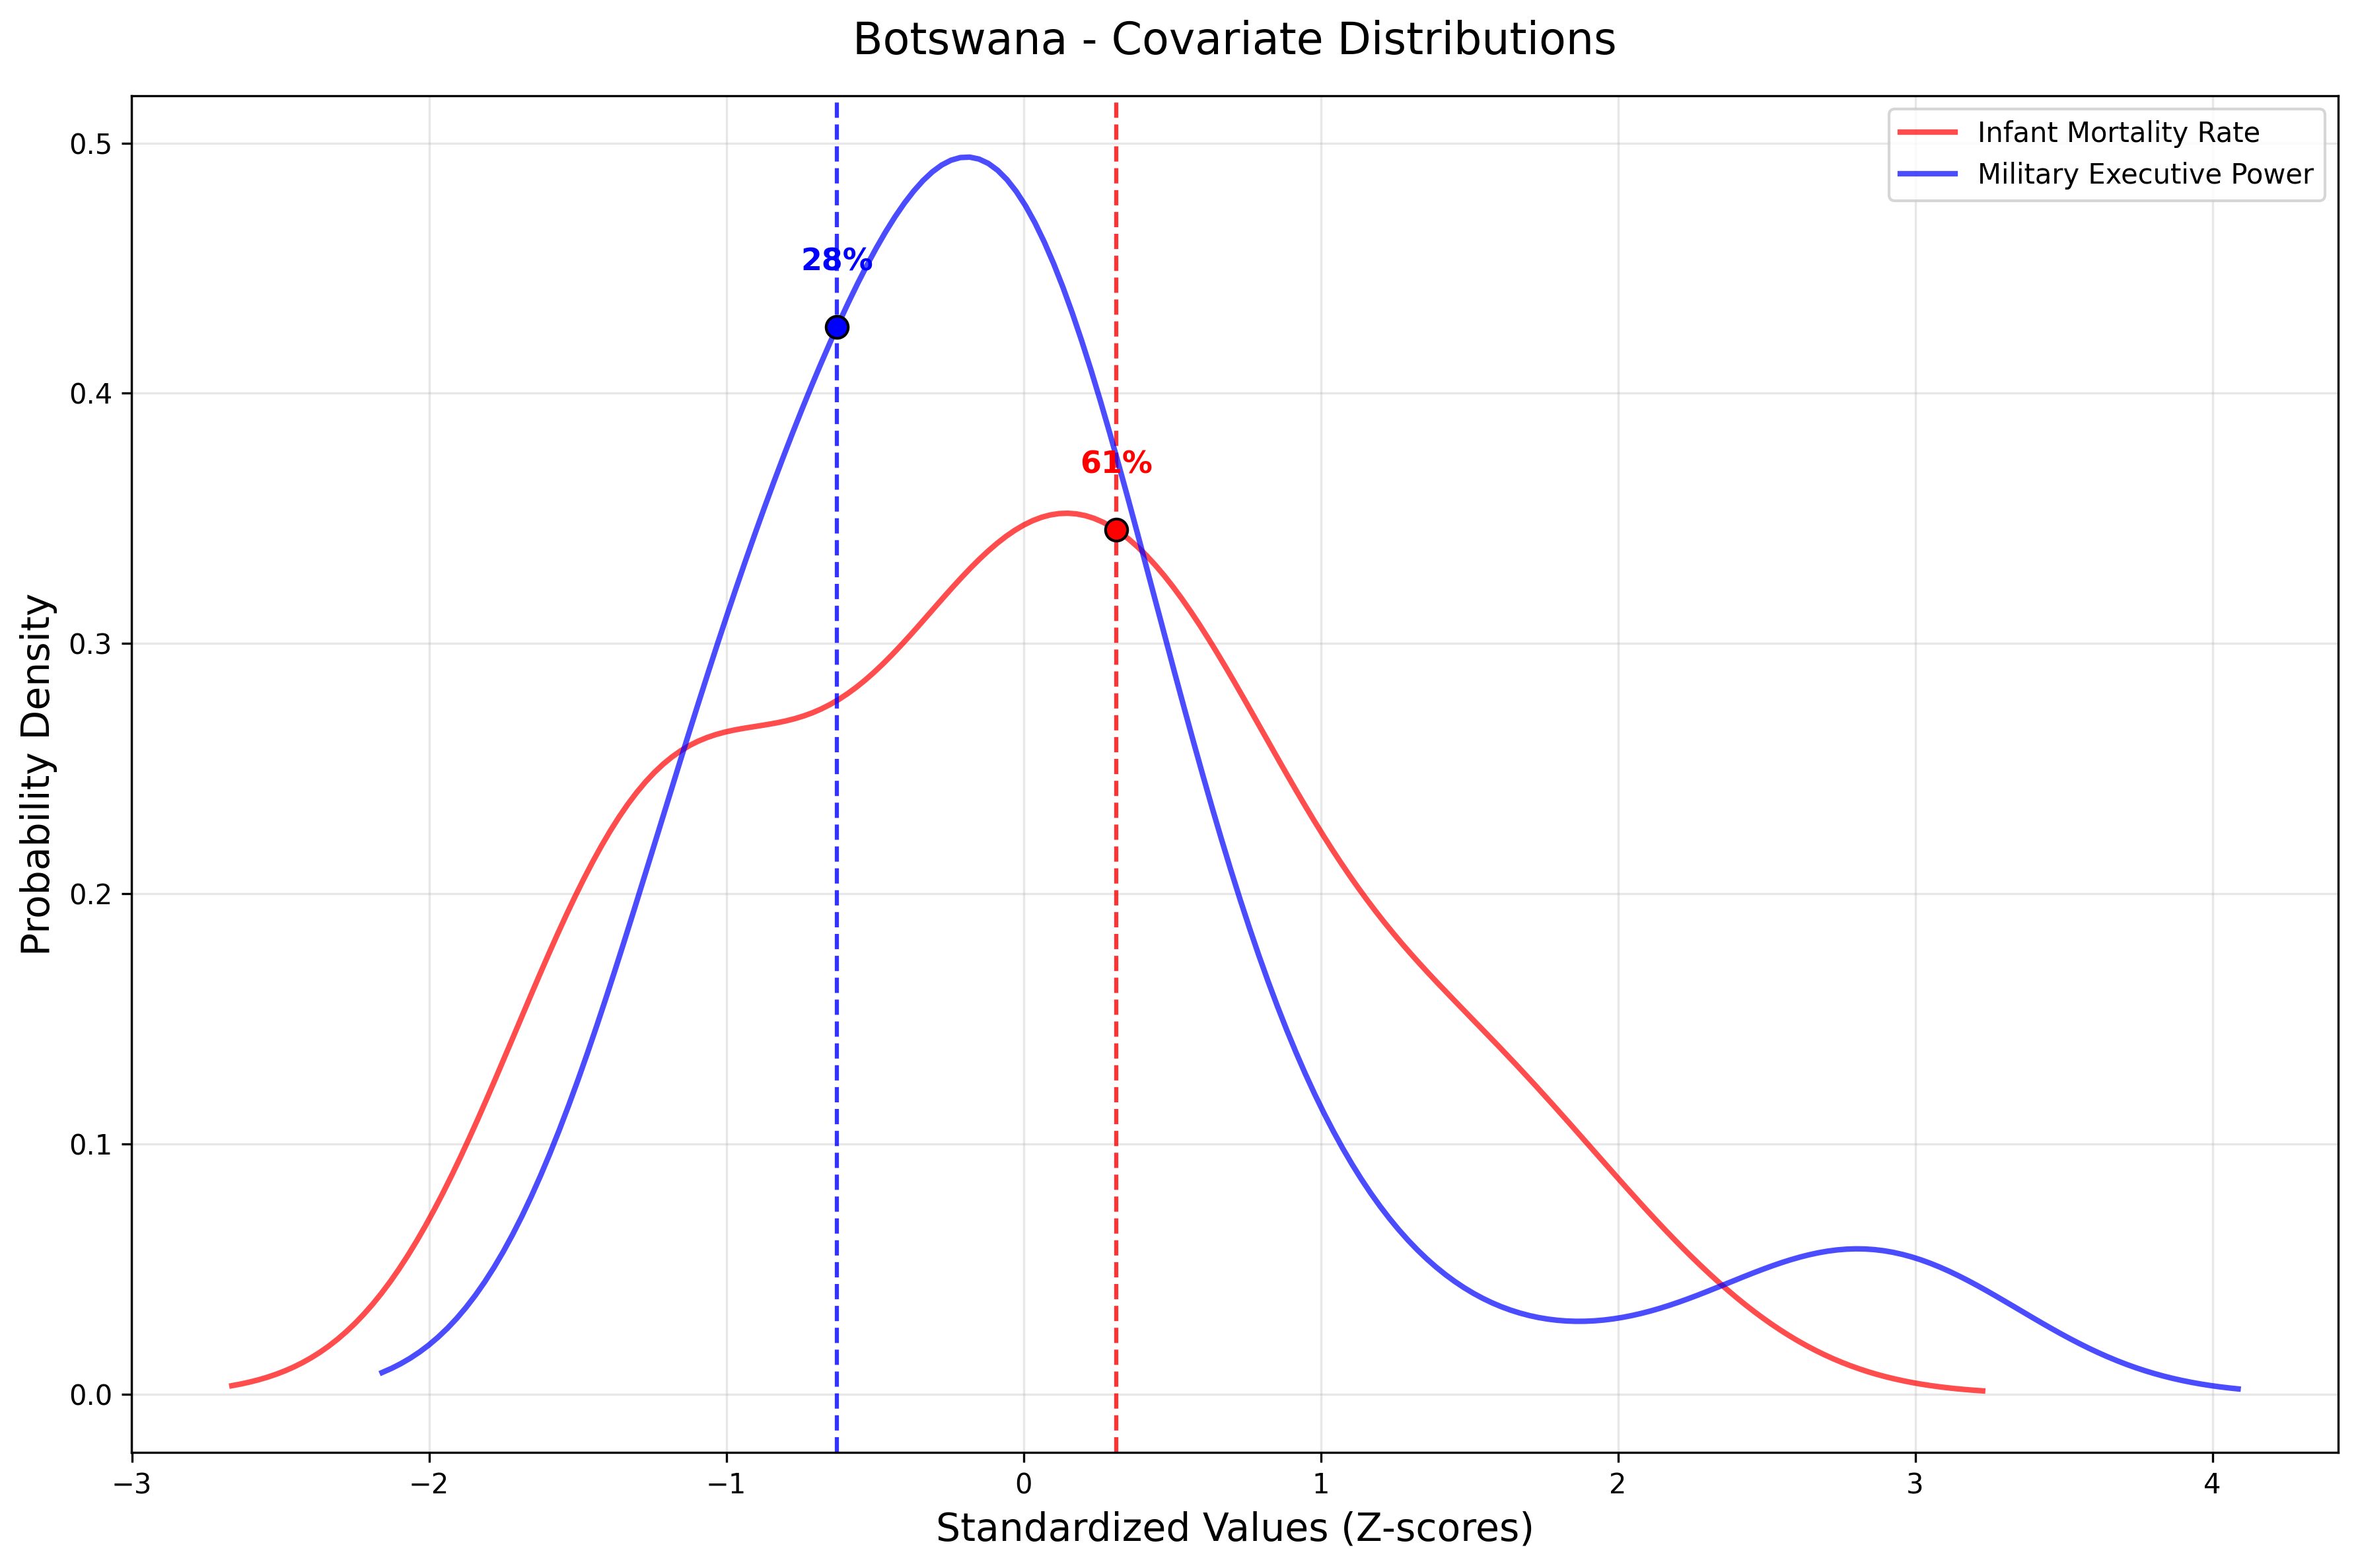 Botswana - Covariate Distributions
Infant Mortality Rate
Military Executive Power
28%
61%
Probability Density
0.5
0.4
0.3
0.2
0.1
0.0
−3 −2 −1 0 1 2 3 4
Standardized Values (Z-scores)